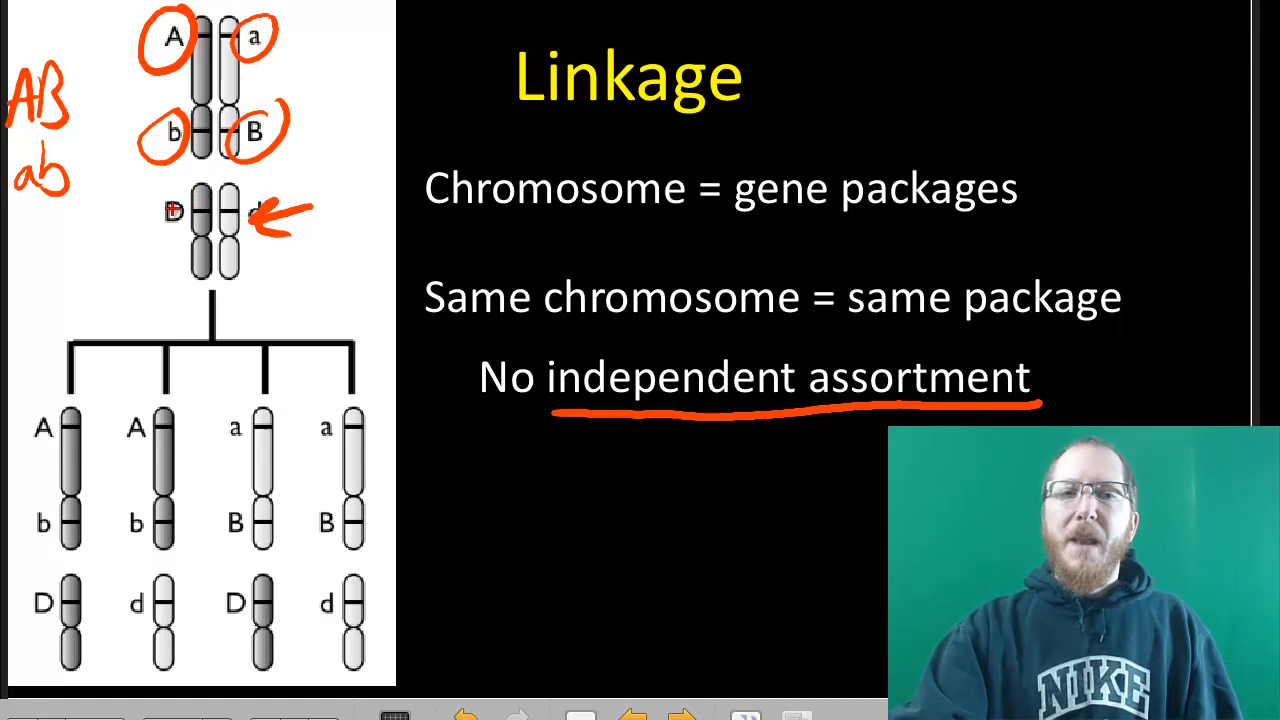 A a
AB
b B
ab
D d
A A a a
b b B B
D d D d
Linkage
Chromosome = gene packages
Same chromosome = same package
No independent assortment
NIKE